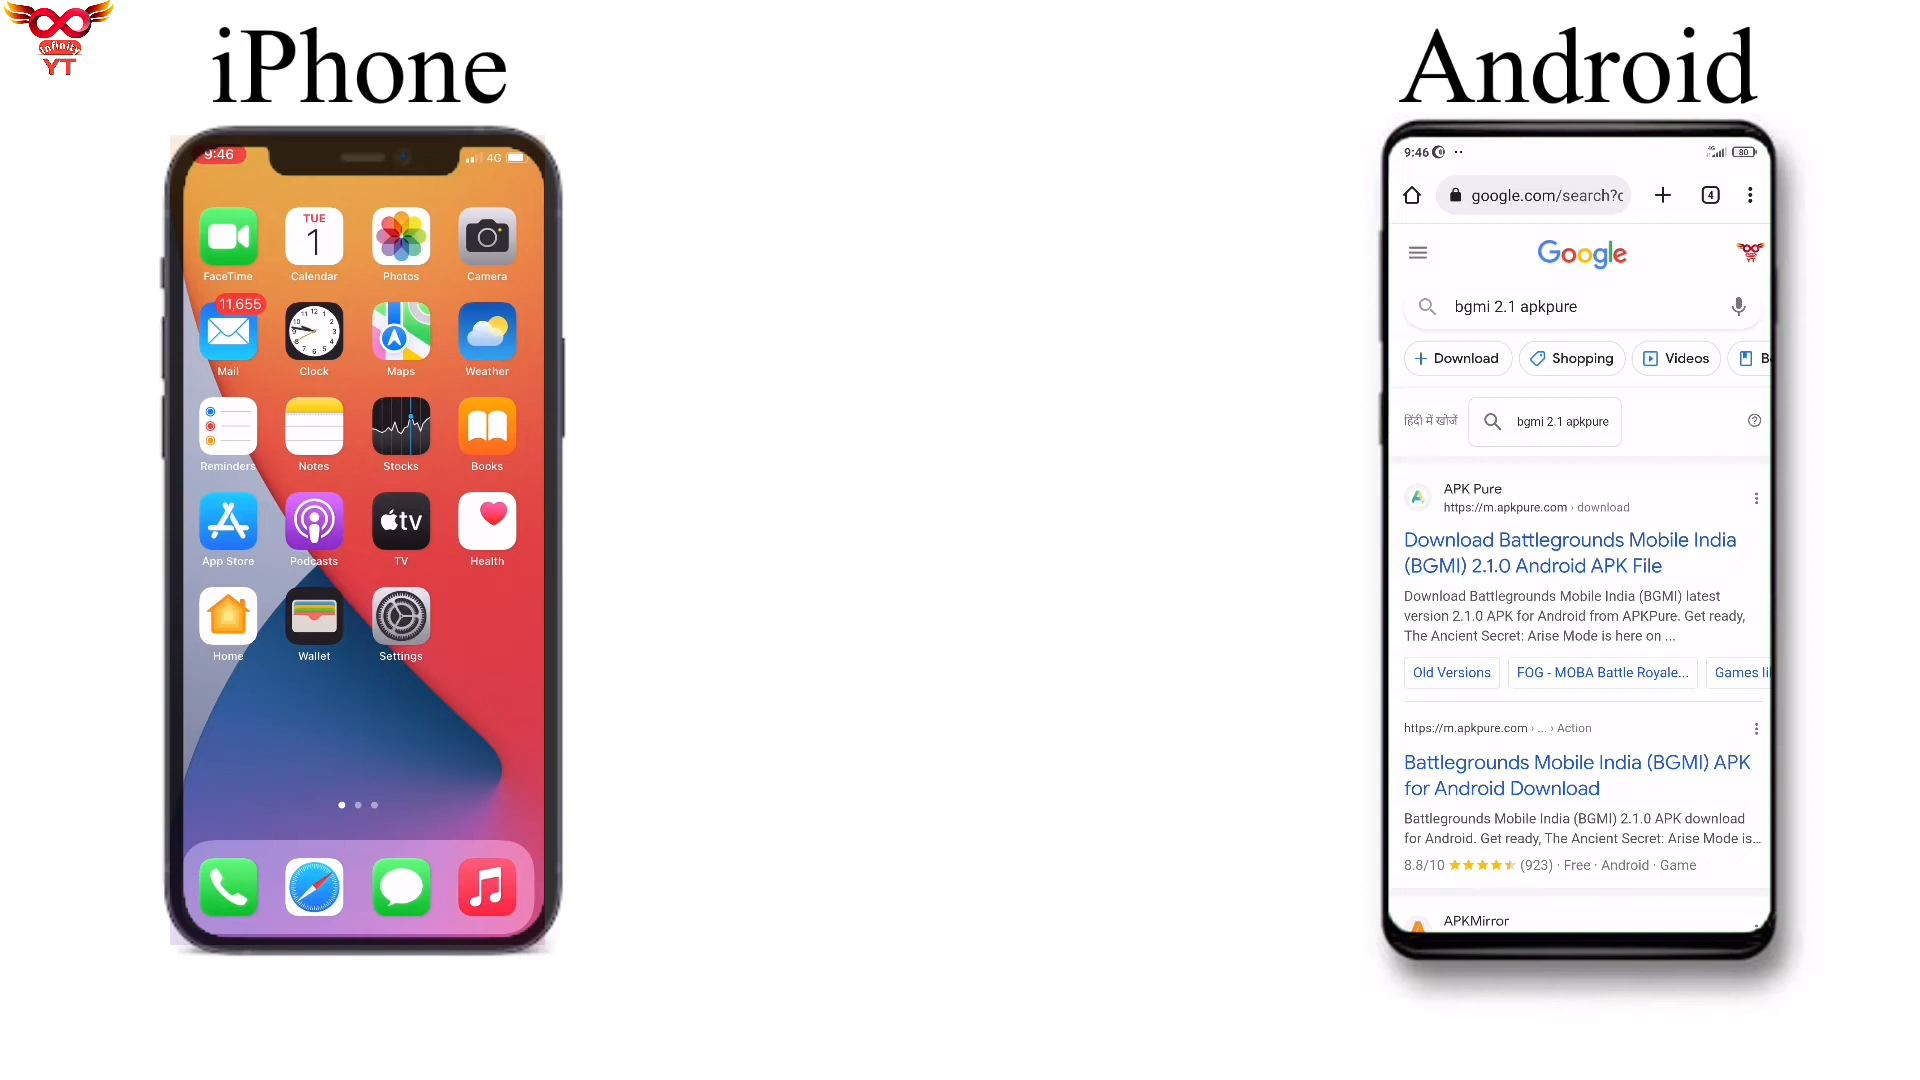 Infinity
YT
iPhone
9:46
4G
TUE
1
FaceTime
Calendar
Photos
Camera
11,655
Mail
Clock
Maps
Weather
Reminders
Notes
Stocks
Books
tv
App Store
Podcasts
TV
Health
Home
Wallet
Settings
Android
9:46
4G
80
google.com/search?c
4
Google
YT
bgmi 2.1 apkpure
Download
Shopping
Videos
हिंदी में खोजें
bgmi 2.1 apkpure
APK Pure
https://m.apkpure.com › download
Download Battlegrounds Mobile India
(BGMI) 2.1.0 Android APK File
Download Battlegrounds Mobile India (BGMI) latest
version 2.1.0 APK for Android from APKPure. Get ready,
The Ancient Secret: Arise Mode is here on ...
Old Versions
FOG - MOBA Battle Royale...
Games li
https://m.apkpure.com › ... › Action
Battlegrounds Mobile India (BGMI) APK
for Android Download
Battlegrounds Mobile India (BGMI) 2.1.0 APK download
for Android. Get ready, The Ancient Secret: Arise Mode is...
8.8/10 ★★★★★ (923) · Free · Android · Game
APKMirror